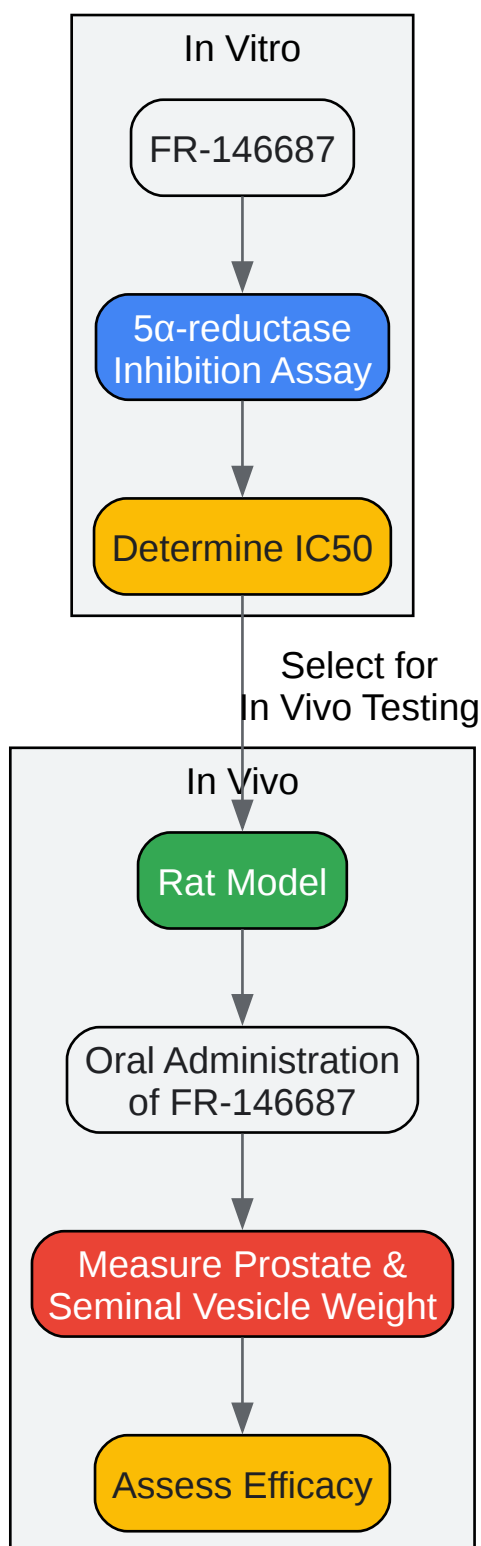 In Vitro
FR-146687
5α-reductase
Inhibition Assay
Determine IC50
Select for
In Vivo Testing
In Vivo
Rat Model
Oral Administration
of FR-146687
Measure Prostate &
Seminal Vesicle Weight
Assess Efficacy